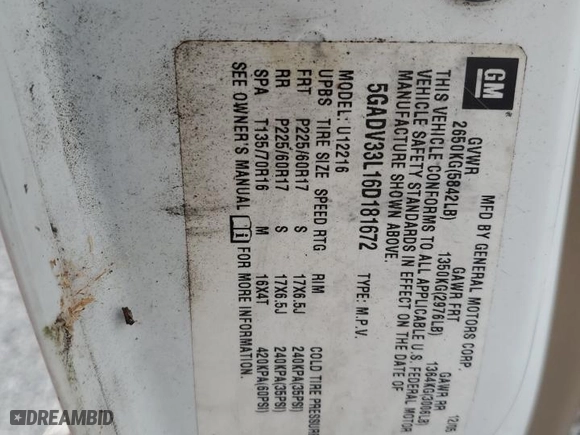 GM
MFD BY GENERAL MOTORS CORP. 12/05
GVWR GAWR FRT GAWR RR
2650KG(5842LB) 1350KG(2976LB) 1364KG(3006LB)
THIS VEHICLE CONFORMS TO ALL APPLICABLE U.S. FEDERAL MOTOR
VEHICLE SAFETY STANDARDS IN EFFECT ON THE DATE OF
MANUFACTURE SHOWN ABOVE.
5GADV33L16D181672 TYPE: M.P.V.
MODEL: U12216
UPBS TIRE SIZE SPEED RTG RIM COLD TIRE PRESSURE
FRT P225/60R17 S 17X6.5J 240KPA(35PSI)
RR P225/60R17 S 17X6.5J 240KPA(35PSI)
SPA T135/70R16 M 16X4T 420KPA(60PSI)
SEE OWNER'S MANUAL FOR MORE INFORMATION.
DREAMBID